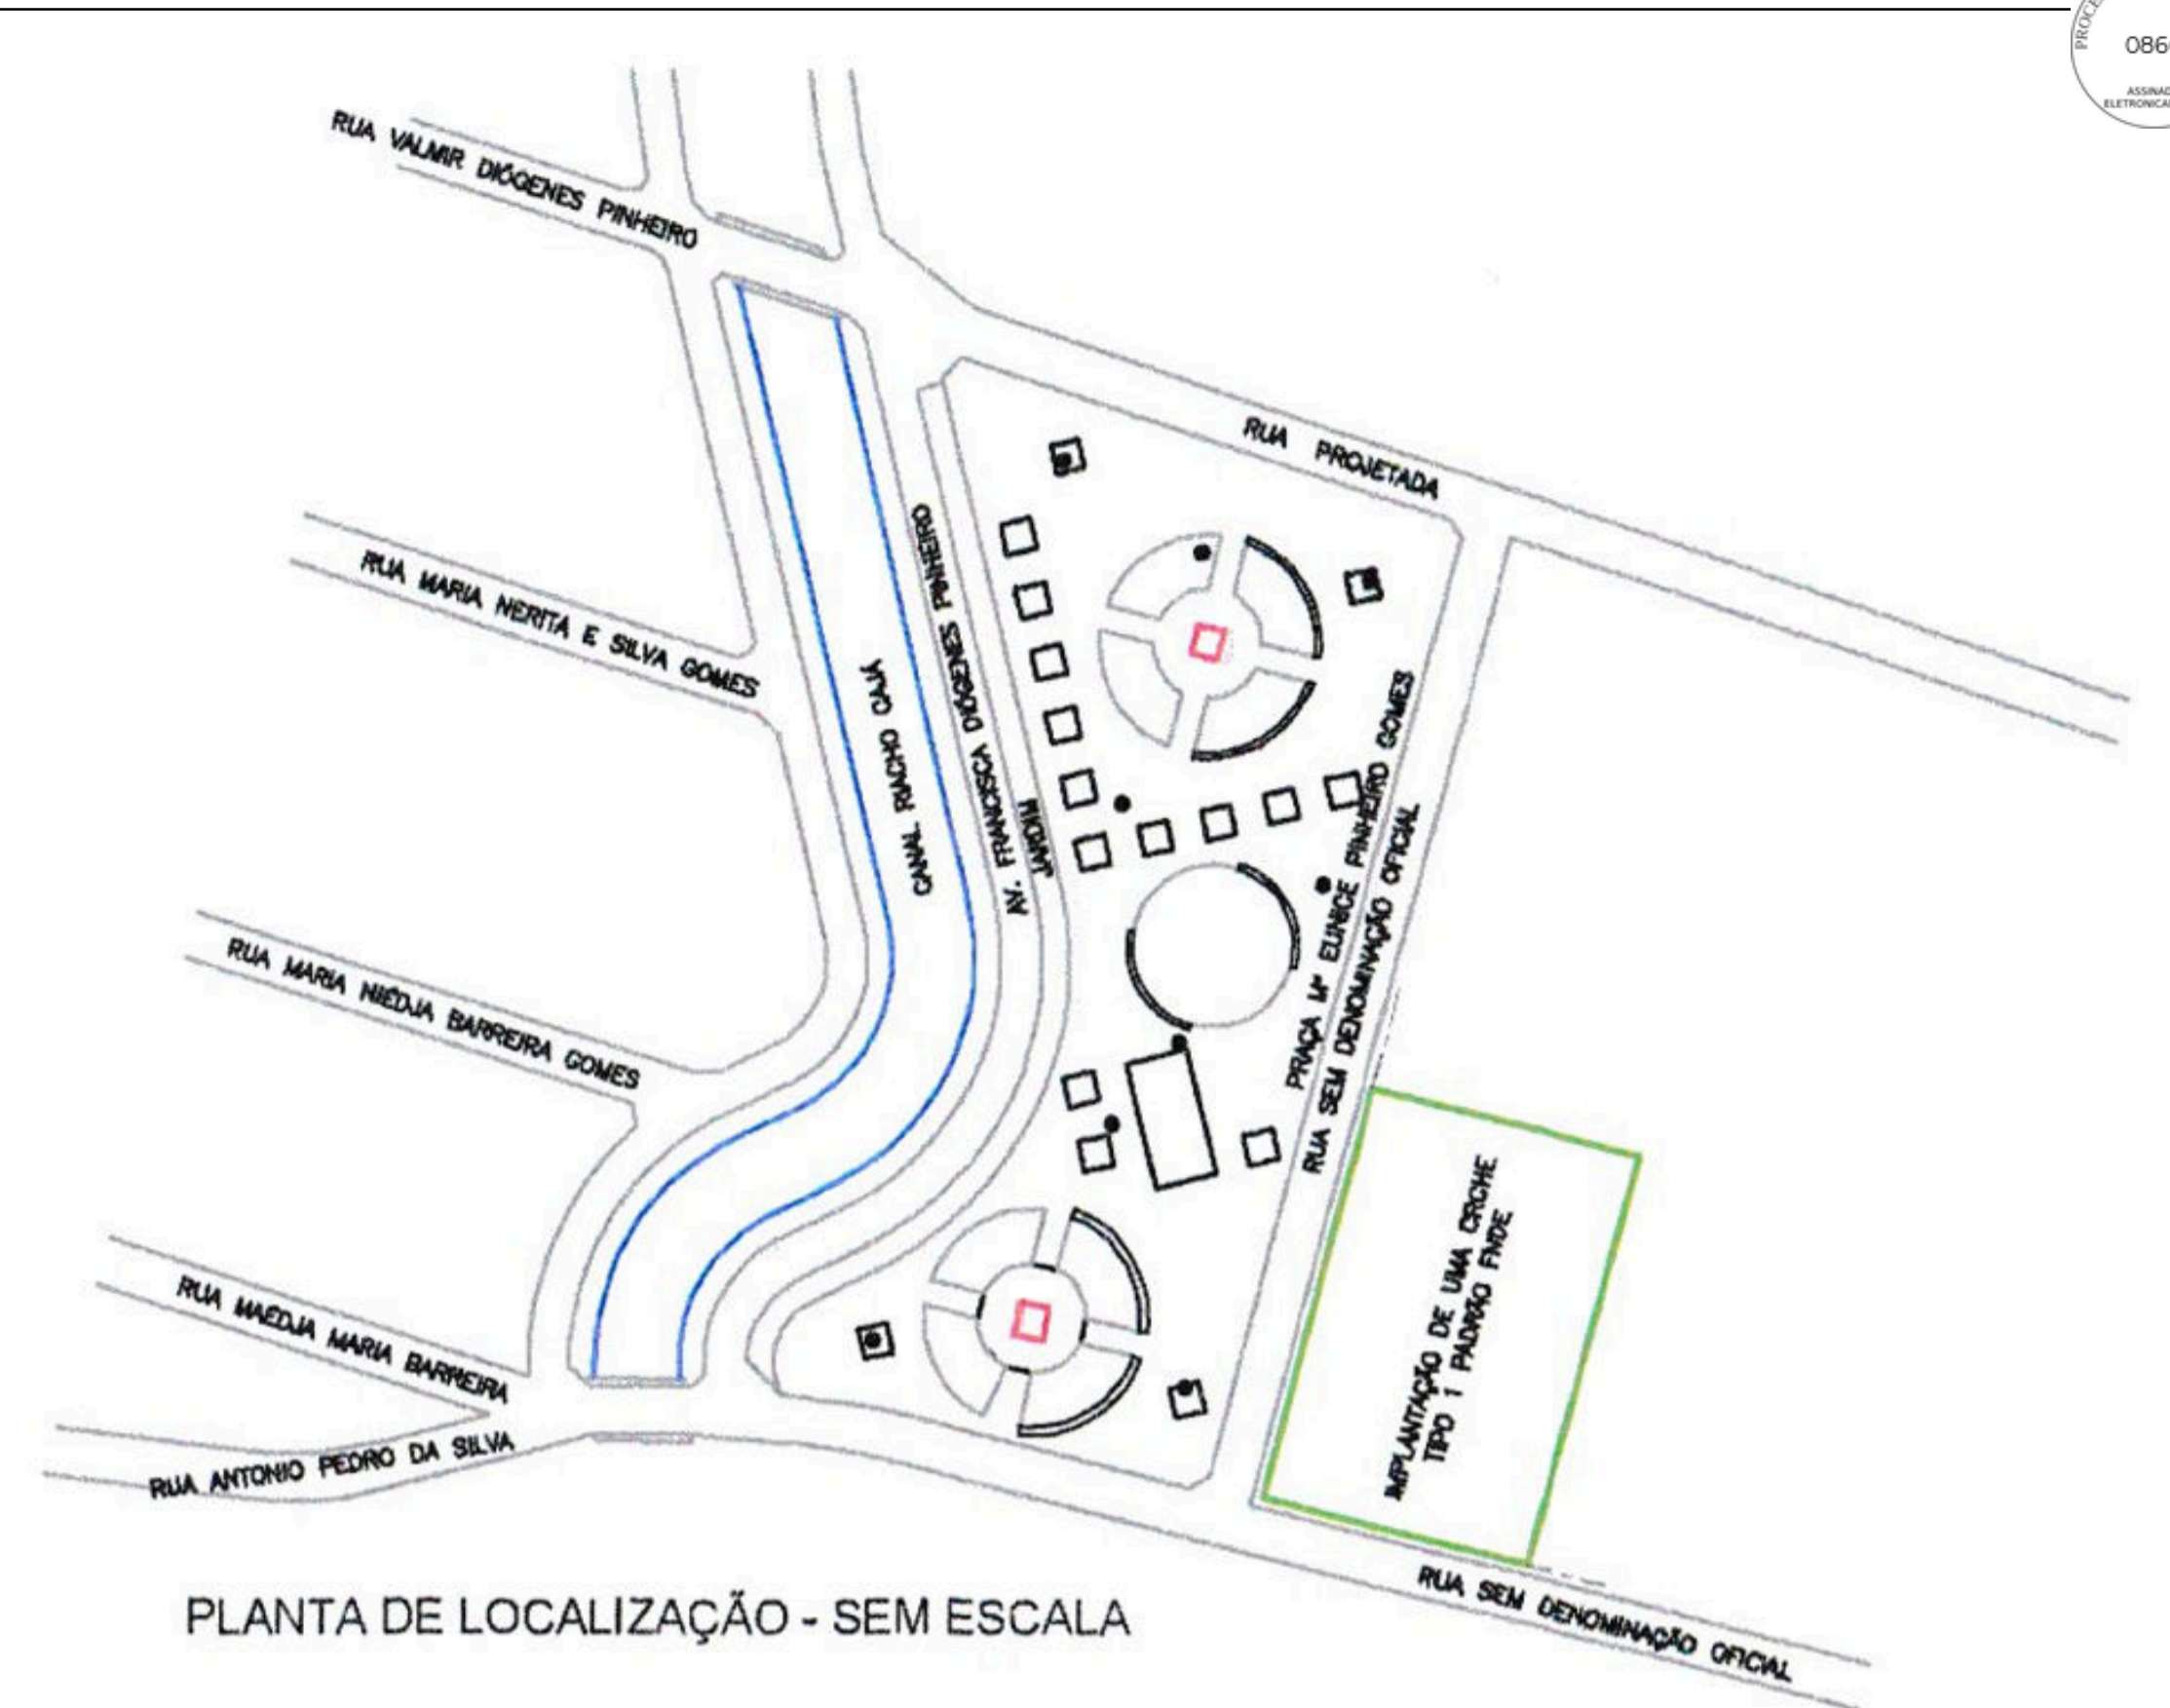 PROCE
086
ASSINAD
ELETRONICA
RUA VALMIR DIÓGENES PINHEIRO
RUA PROJETADA
RUA MARIA NERITA E SILVA GOMES
CANAL RIACHO CAJÁ
AV. FRANCISCA DIÓGENES PINHEIRO
JARDIM
PRAÇA Mª EUNICE PINHEIRO GOMES
RUA SEM DENOMINAÇÃO OFICIAL
RUA MARIA NIÉDJA BARREIRA GOMES
RUA MAÉDJA MARIA BARREIRA
RUA ANTONIO PEDRO DA SILVA
IMPLANTAÇÃO DE UMA CRCHE
TIPO 1 PADRÃO FNDE
RUA SEM DENOMINAÇÃO OFICIAL
PLANTA DE LOCALIZAÇÃO - SEM ESCALA